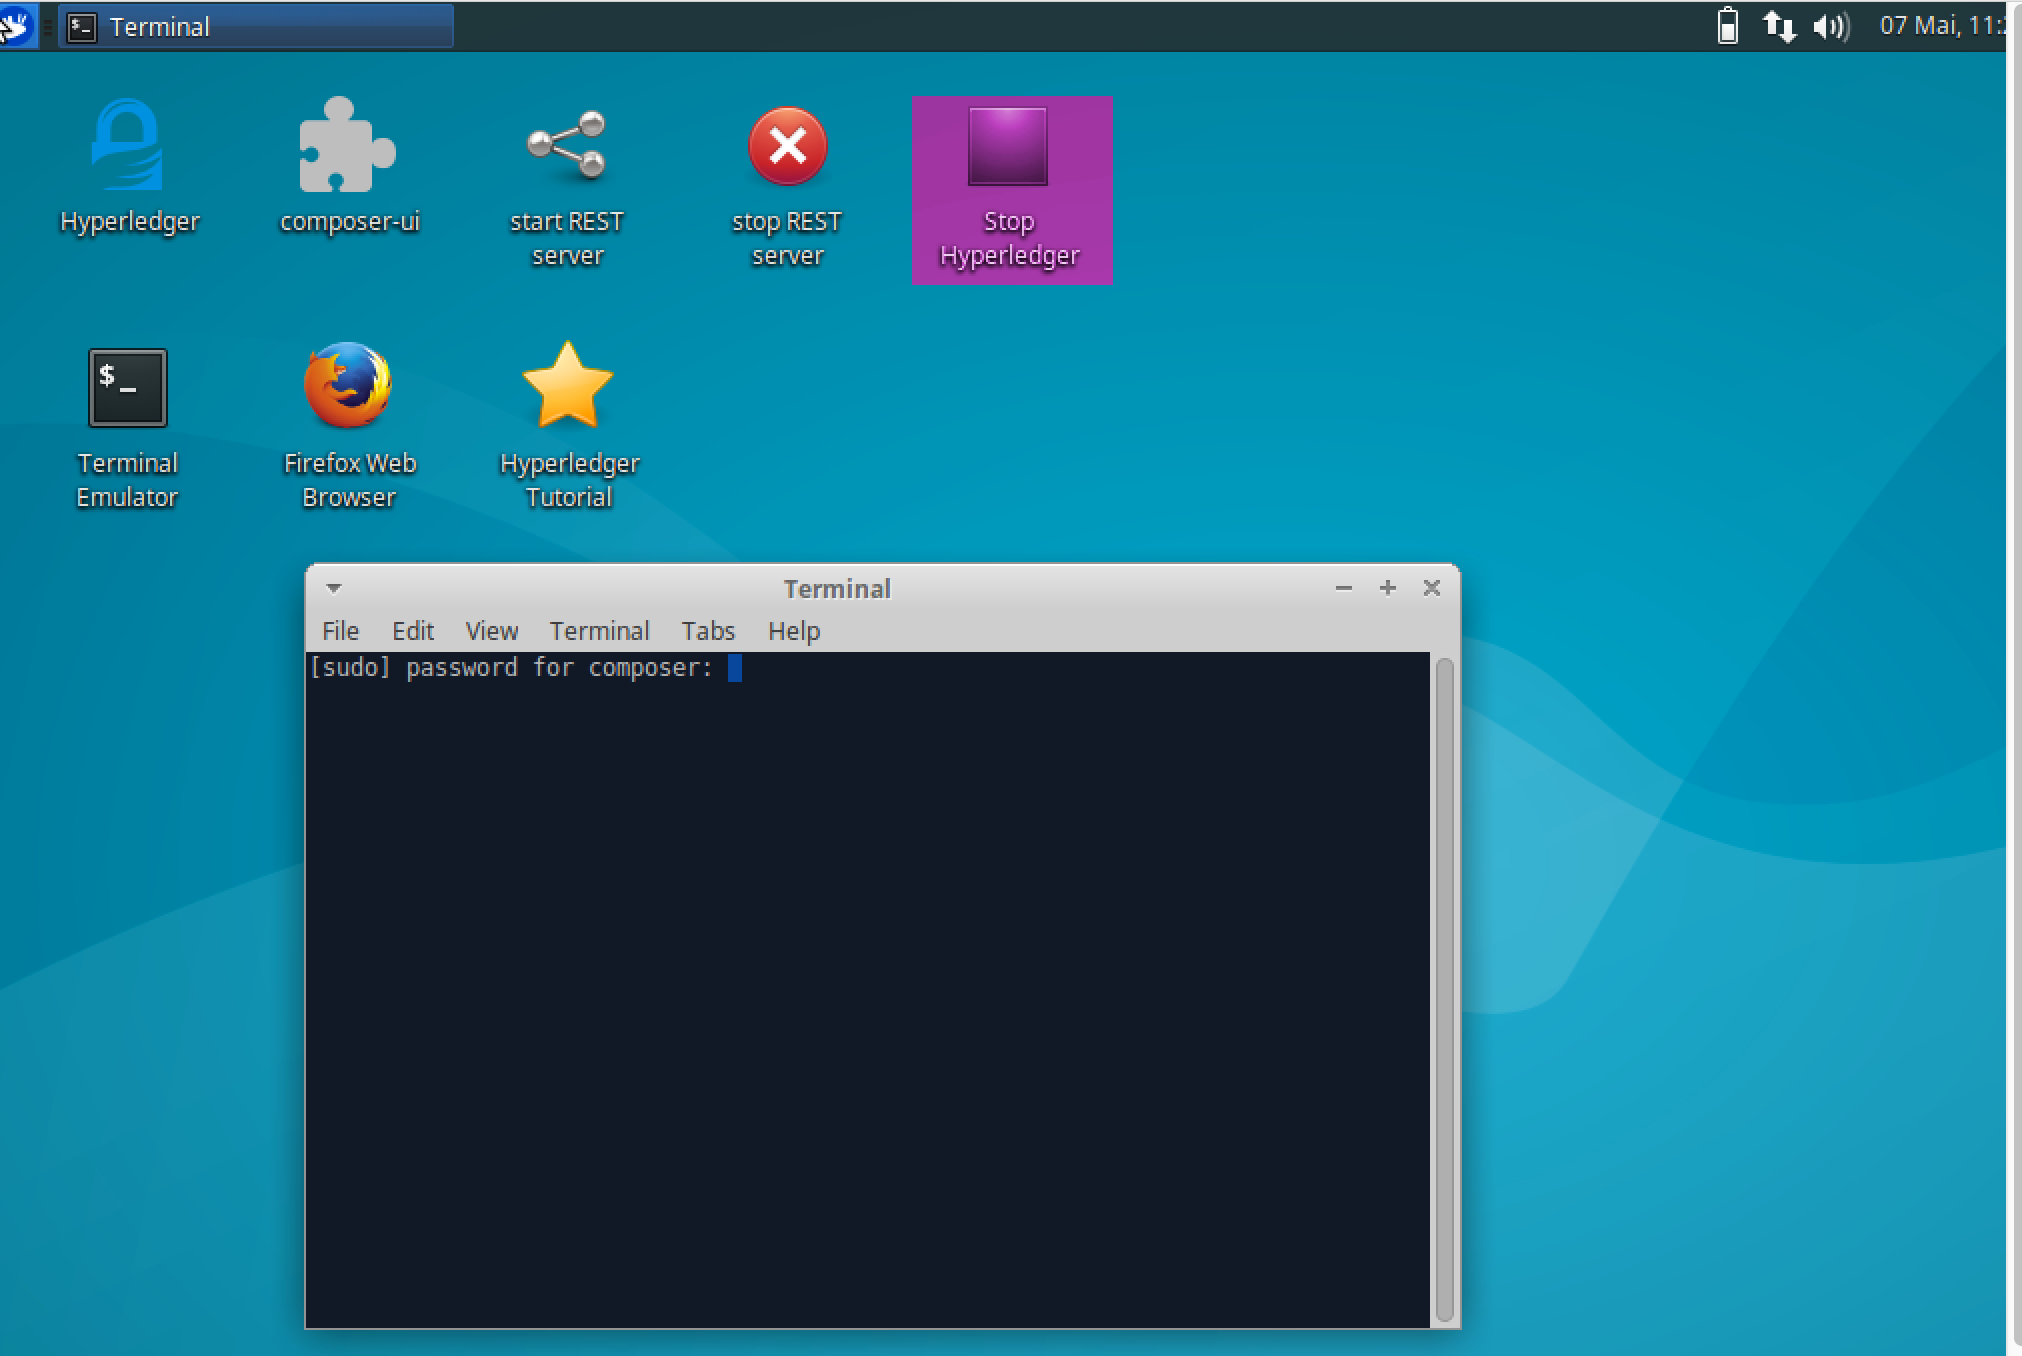 Terminal
07 Mai, 11:
Hyperledger
composer-ui
start REST
server
stop REST
server
Stop
Hyperledger
$_
Terminal
Emulator
Firefox Web
Browser
Hyperledger
Tutorial
Terminal
File Edit View Terminal Tabs Help
[sudo] password for composer: